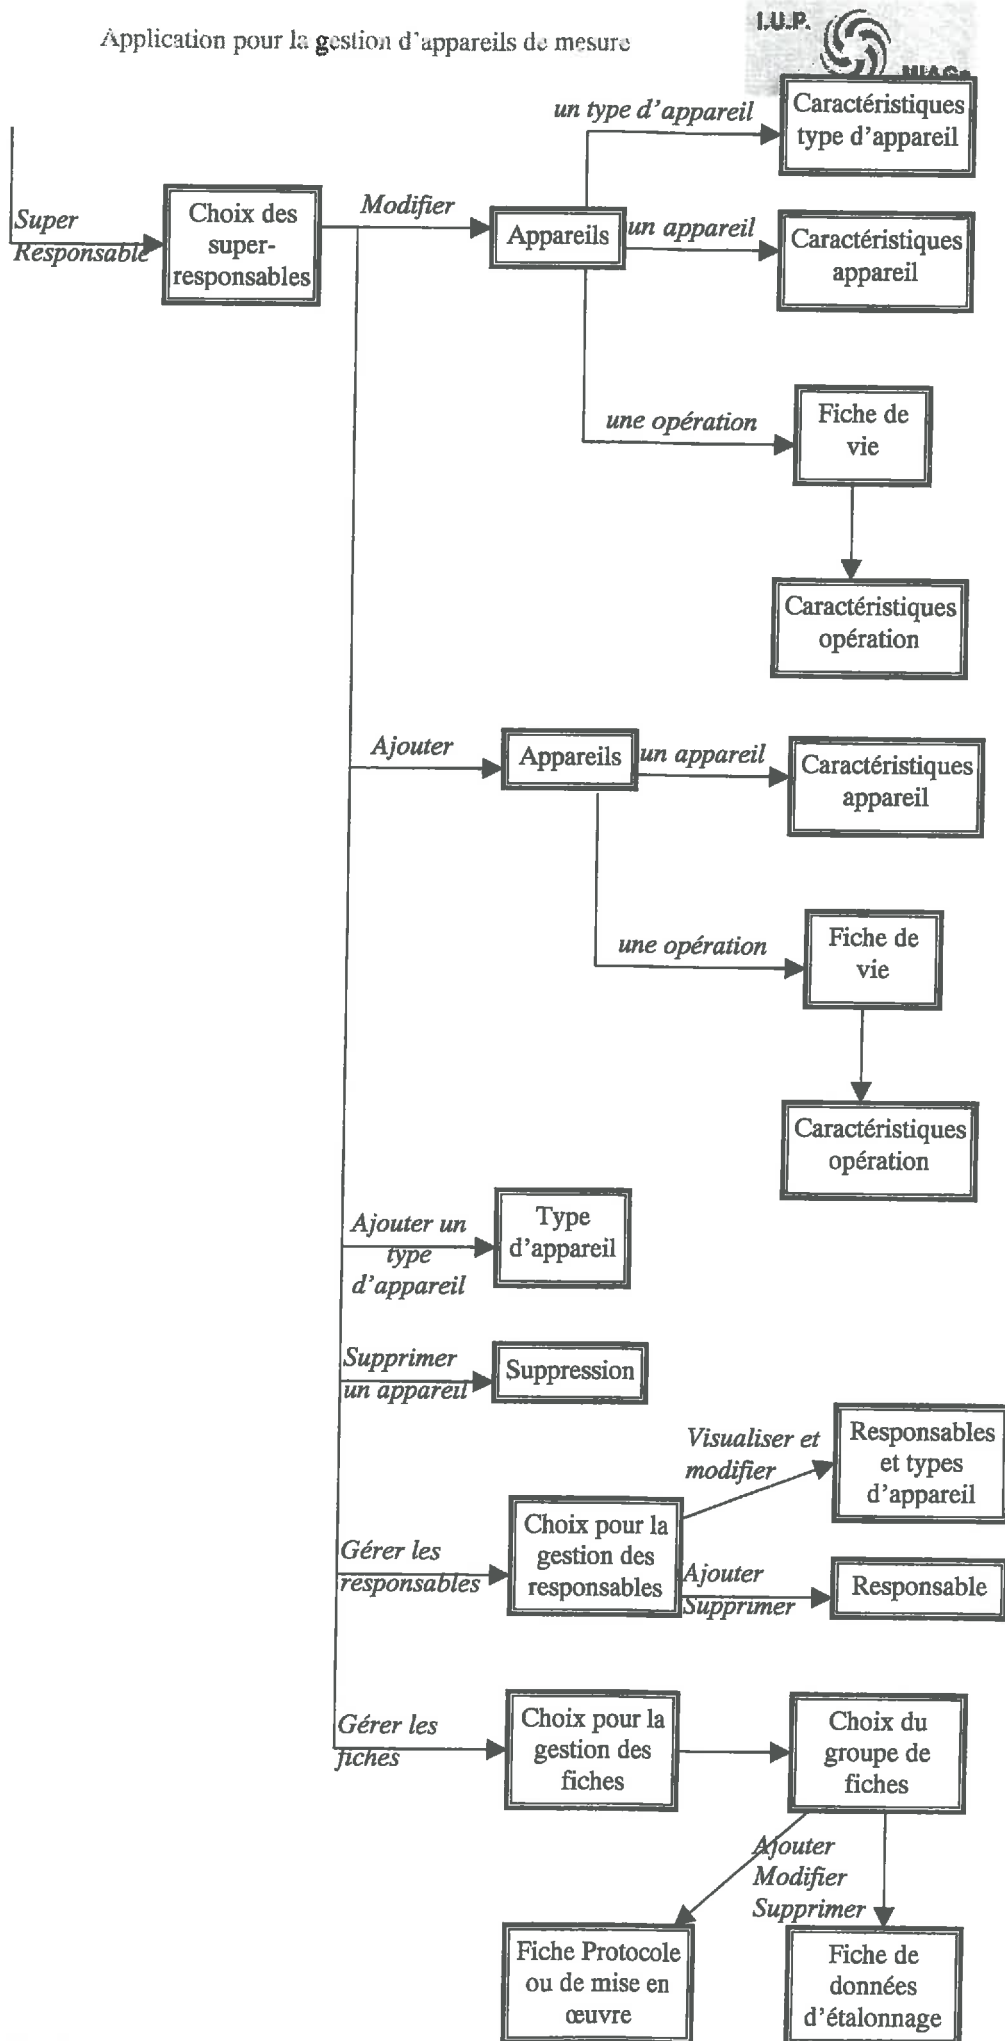 I.U.P.
Application pour la gestion d'appareils de mesure
MIAGe
un type d'appareil
Caractéristiques
type d'appareil
Super
Responsable
Choix des
super-
responsables
Modifier
Appareils
un appareil
Caractéristiques
appareil
une opération
Fiche de
vie
Caractéristiques
opération
Ajouter
Appareils
un appareil
Caractéristiques
appareil
une opération
Fiche de
vie
Caractéristiques
opération
Ajouter un
type
d'appareil
Type
d'appareil
Supprimer
un appareil
Suppression
Visualiser et
modifier
Responsables
et types
d'appareil
Gérer les
responsables
Choix pour la
gestion des
responsables
Ajouter
Supprimer
Responsable
Gérer les
fiches
Choix pour la
gestion des
fiches
Choix du
groupe de
fiches
Ajouter
Modifier
Supprimer
Fiche Protocole
ou de mise en
œuvre
Fiche de
données
d'étalonnage